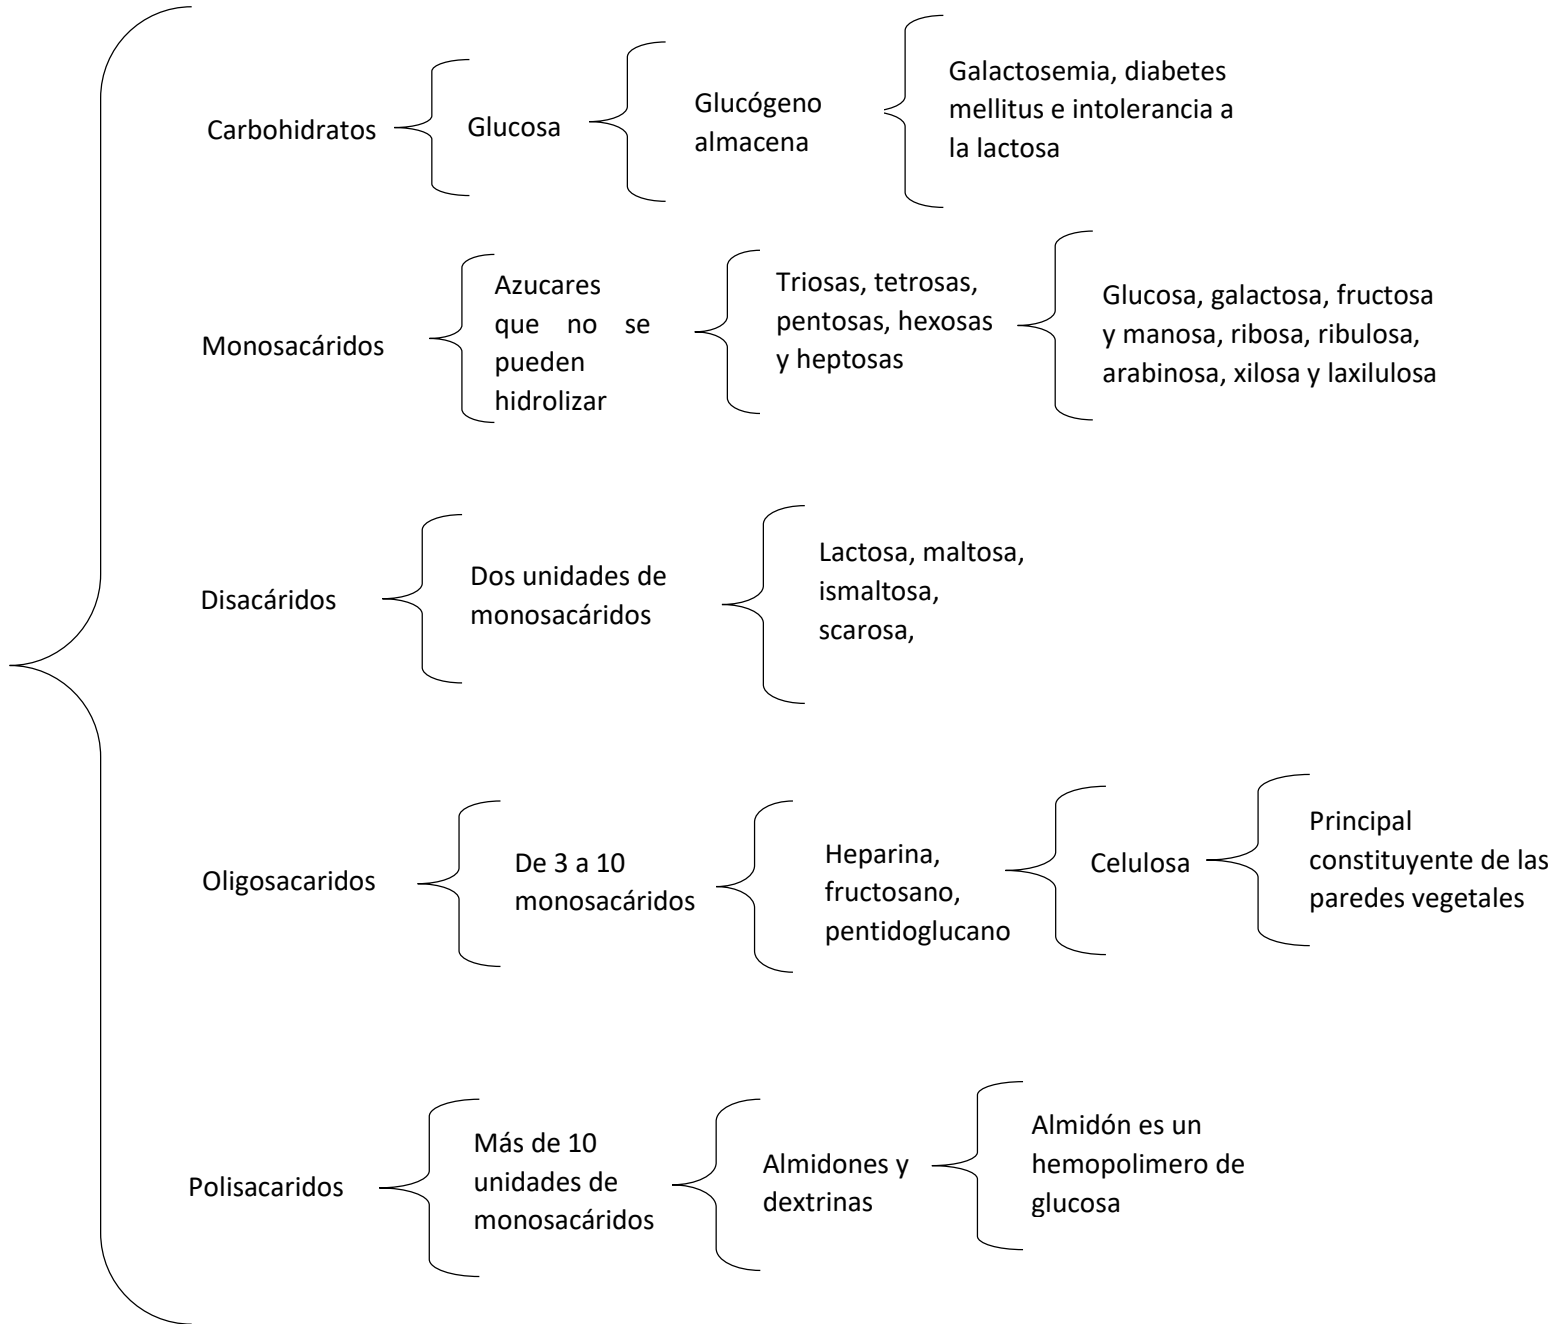 Carbohidratos
Glucosa
Glucógeno
almacena
Galactosemia, diabetes
mellitus e intolerancia a
la lactosa
Monosacáridos
Azucares
que no se
pueden
hidrolizar
Triosas, tetrosas,
pentosas, hexosas
y heptosas
Glucosa, galactosa, fructosa
y manosa, ribosa, ribulosa,
arabinosa, xilosa y laxilulosa
Disacáridos
Dos unidades de
monosacáridos
Lactosa, maltosa,
ismaltosa,
scarosa,
Oligosacaridos
De 3 a 10
monosacáridos
Heparina,
fructosano,
pentidoglucano
Celulosa
Principal
constituyente de las
paredes vegetales
Polisacaridos
Más de 10
unidades de
monosacáridos
Almidones y
dextrinas
Almidón es un
hemopolimero de
glucosa